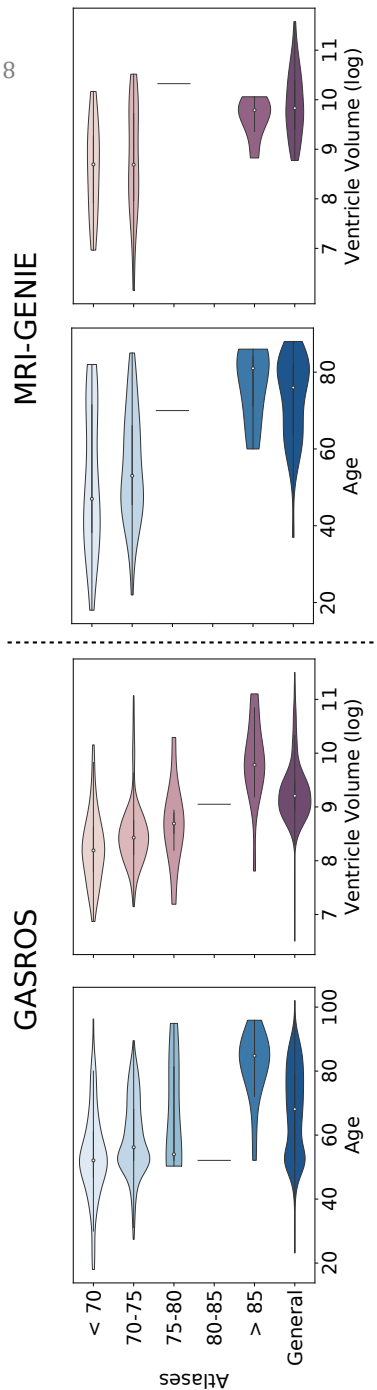 8
GASROS
MRI-GENIE
Atlases
< 70
70-75
75-80
80-85
> 85
General
20 40 60 80 100
Age
7 8 9 10 11
Ventricle Volume (log)
20 40 60 80
Age
7 8 9 10 11
Ventricle Volume (log)